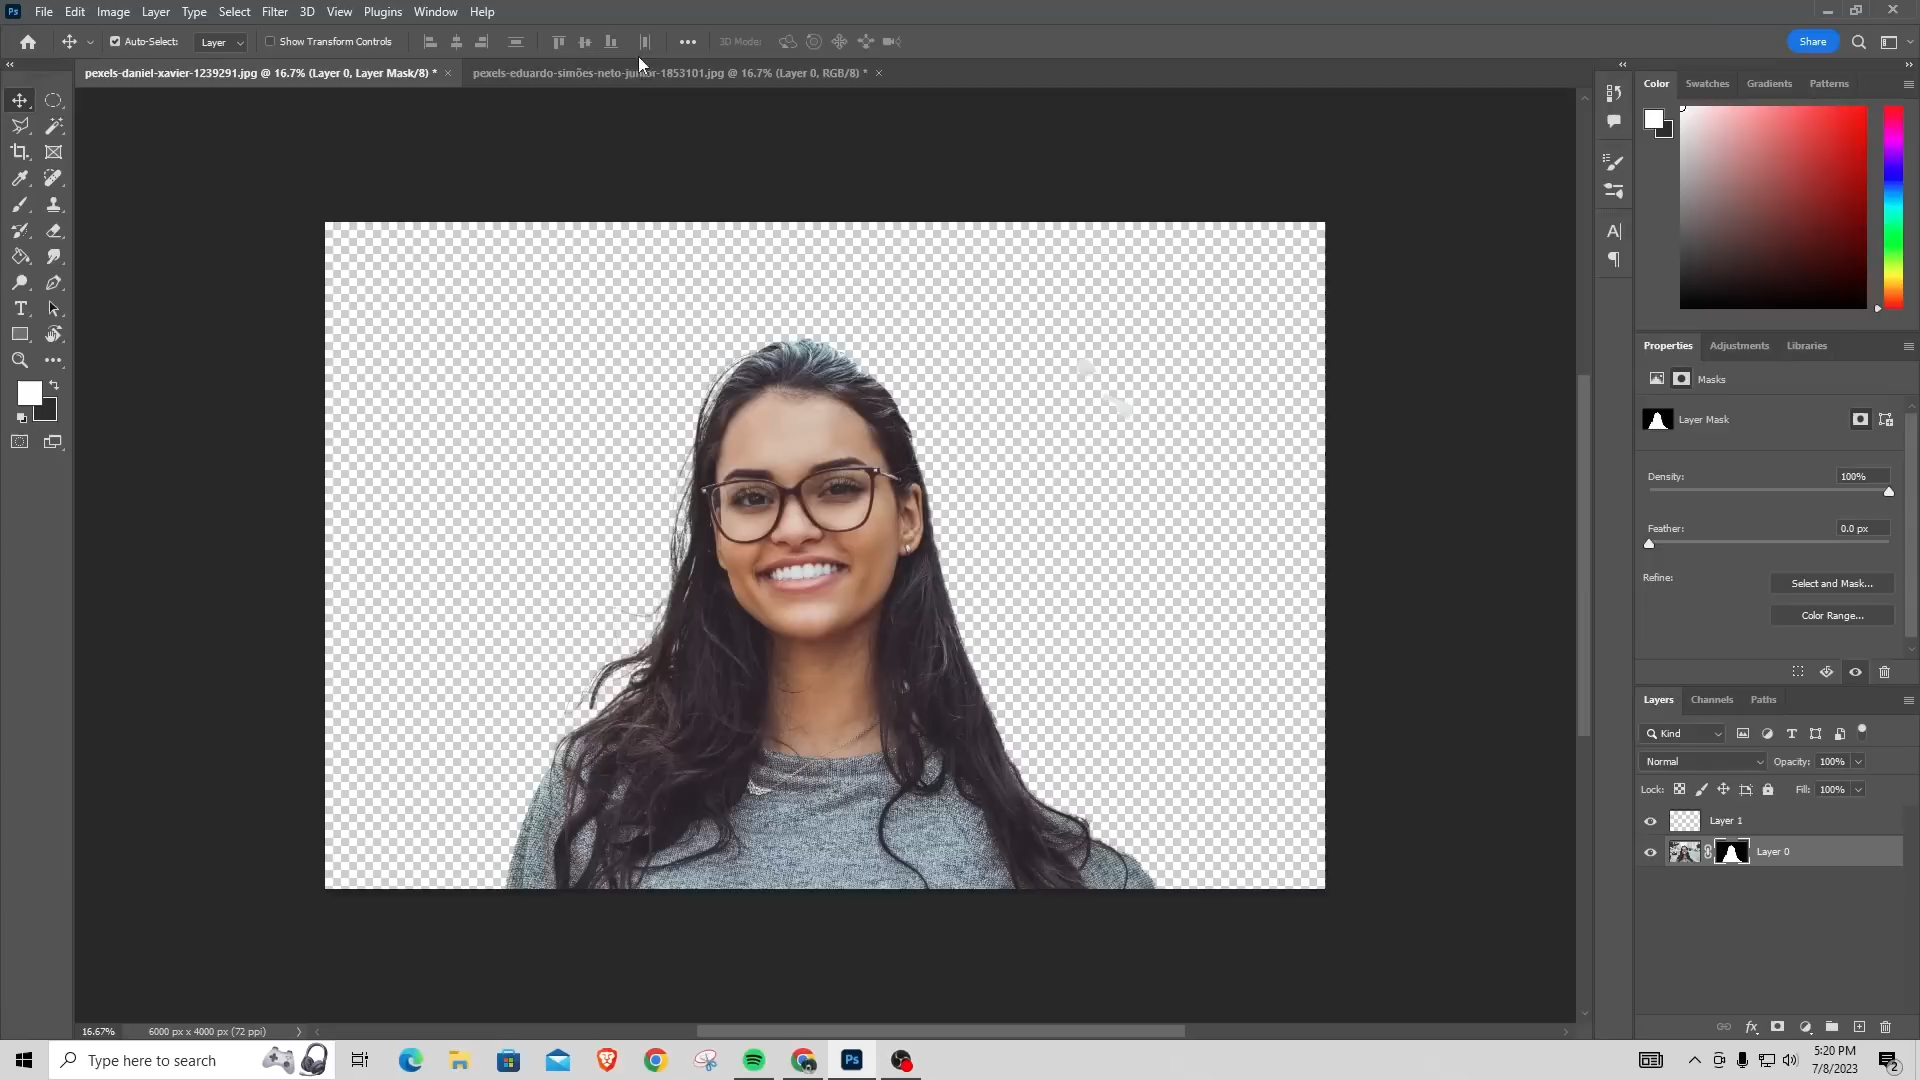 Ps File Edit Image Layer Type Select Filter 3D View Plugins Window Help
Auto-Select: Layer Show Transform Controls 3D Mode: Share
pexels-daniel-xavier-1239291.jpg @ 16.7% (Layer 0, Layer Mask/8) * × pexels-eduardo-simões-neto-junior-1853101.jpg @ 16.7% (Layer 0, RGB/8) * ×
Color Swatches Gradients Patterns
Properties Adjustments Libraries
Masks
Layer Mask
Density: 100%
Feather: 0.0 px
Refine: Select and Mask...
Color Range...
Layers Channels Paths
Kind
Normal Opacity: 100%
Lock: Fill: 100%
Layer 1
Layer 0
16.67% 6000 px x 4000 px (72 ppi)
Type here to search
Ps
5:20 PM
7/8/2023
2